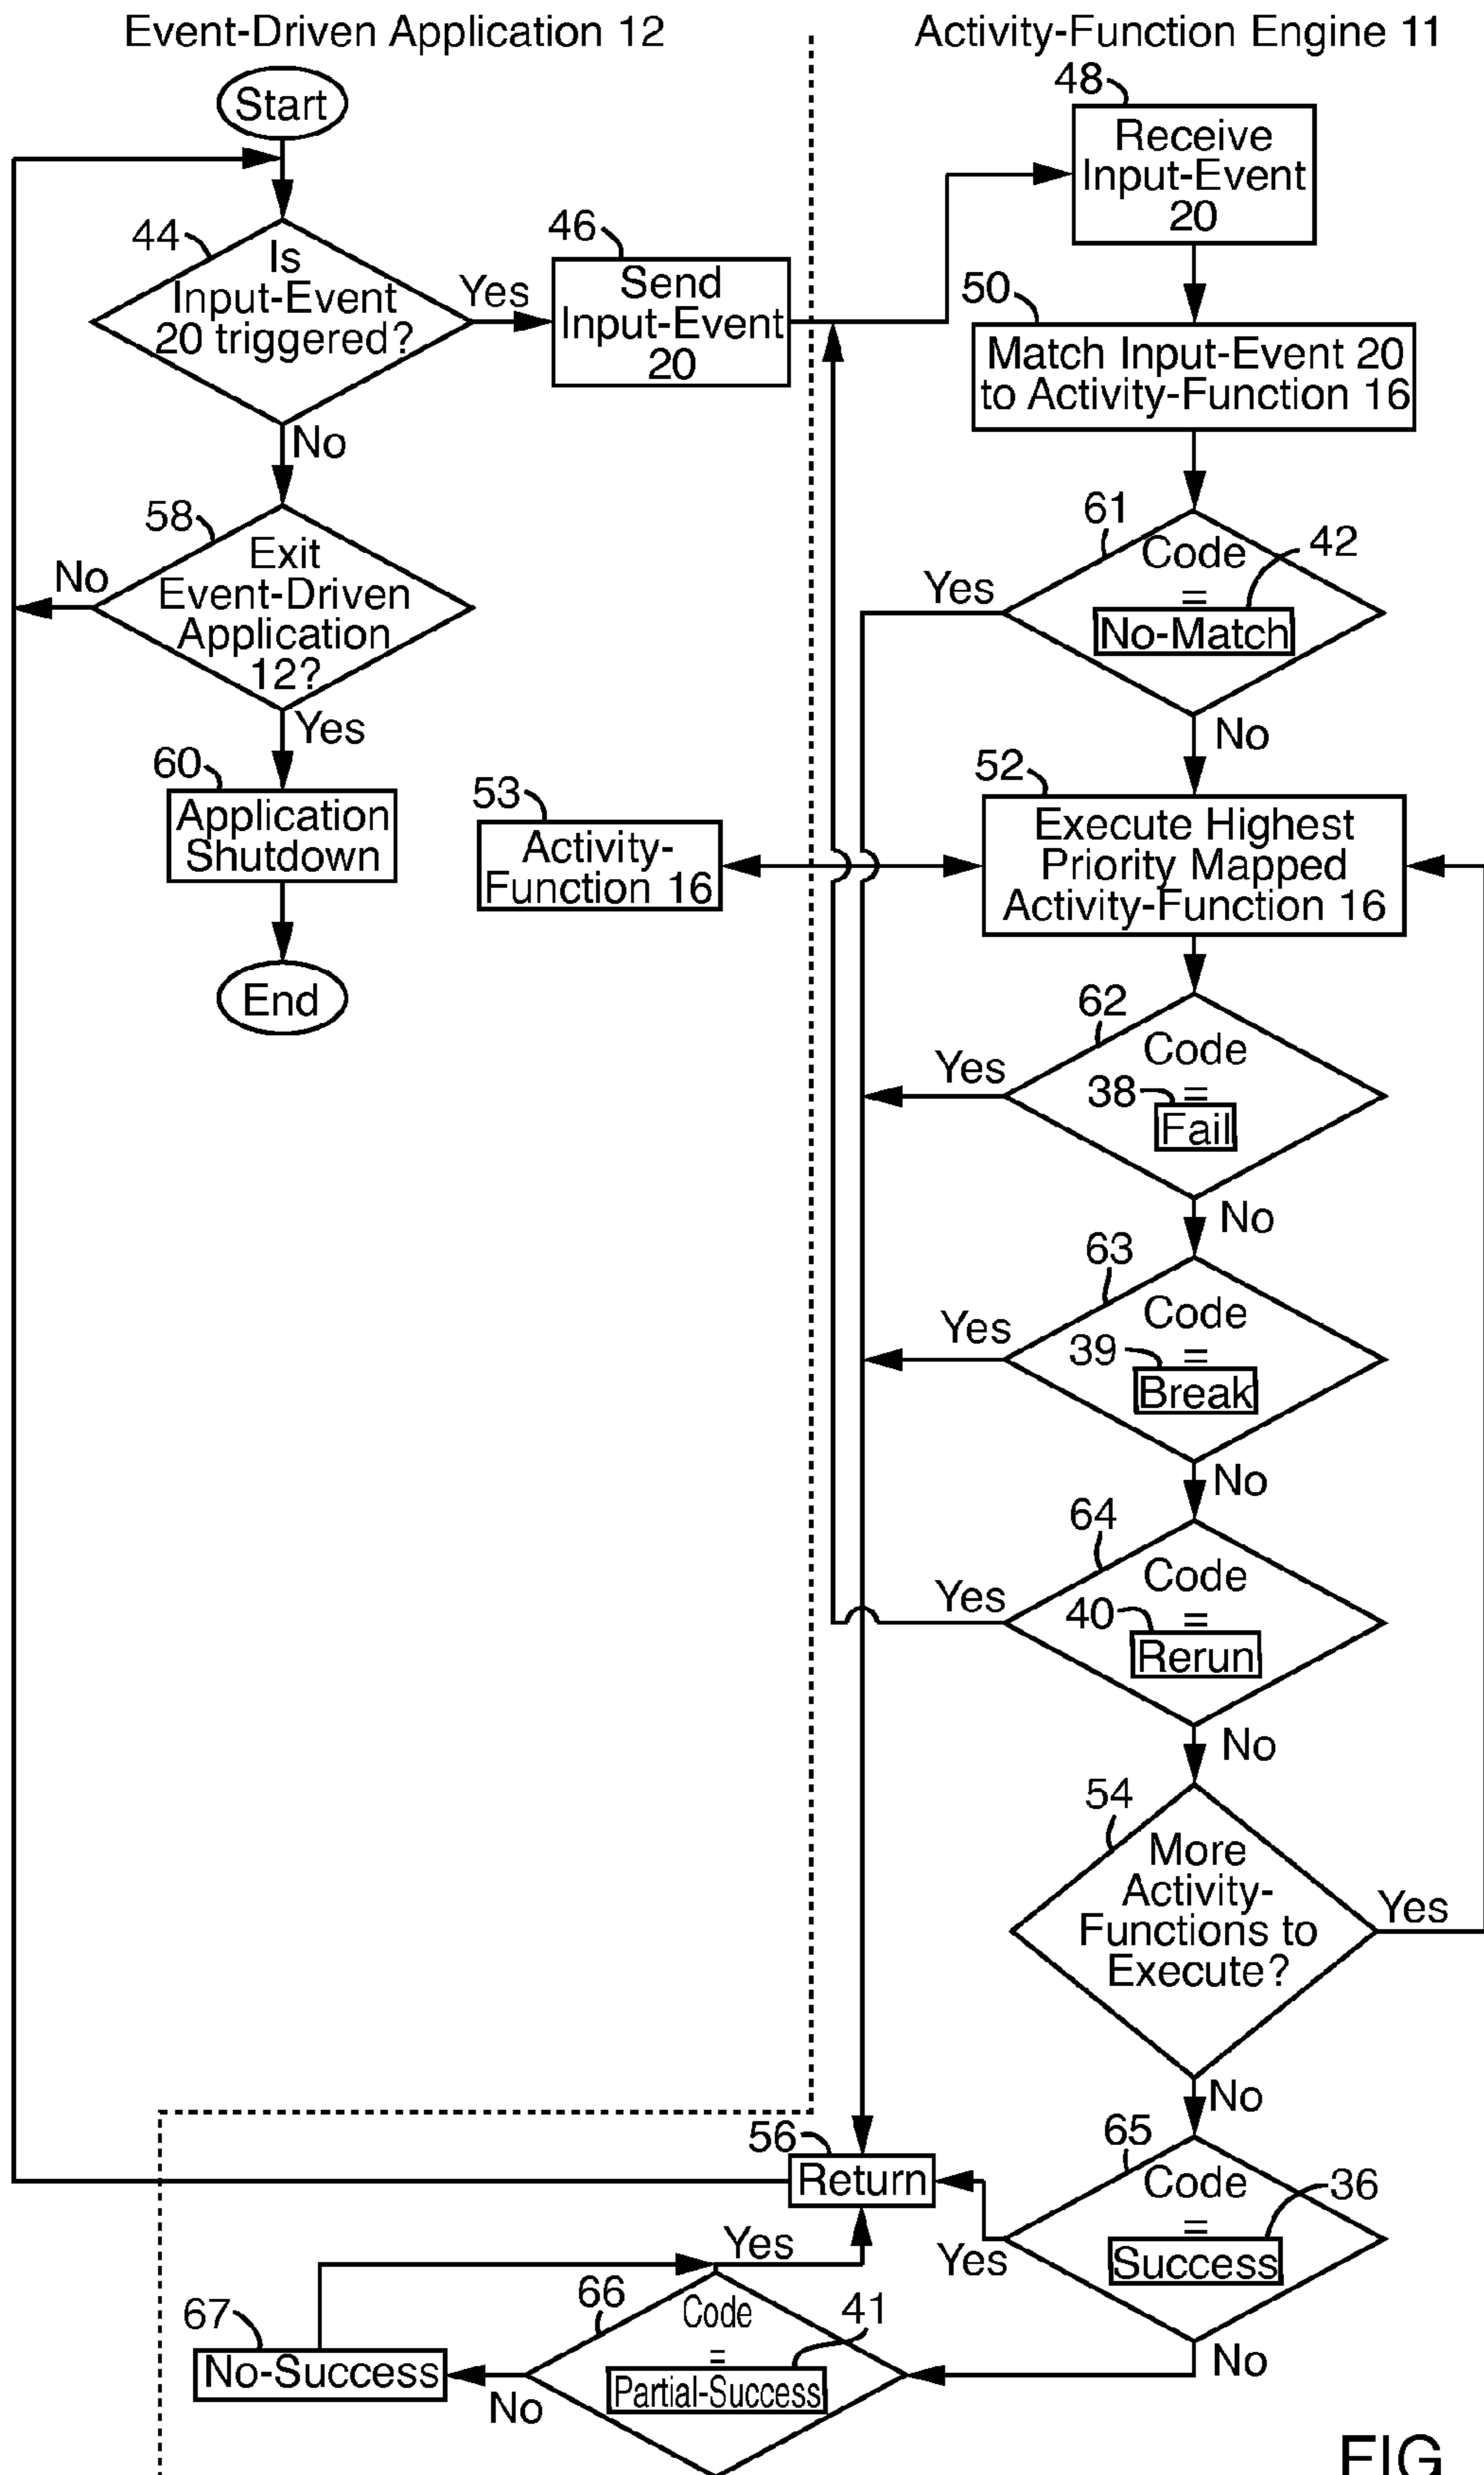 Event-Driven Application 12
Activity-Function Engine 11
Start
44
Is
Input-Event
20 triggered?
Yes
No
46
Send
Input-Event
20
58
Exit
Event-Driven
Application
12?
No
Yes
60
Application
Shutdown
End
53
Activity-
Function 16
48
Receive
Input-Event
20
50
Match Input-Event 20
to Activity-Function 16
61
Code
=
No-Match
42
Yes
No
52
Execute Highest
Priority Mapped
Activity-Function 16
62
Code
38
=
Fail
Yes
No
63
Code
39
=
Break
Yes
No
64
Code
40
=
Rerun
Yes
No
54
More
Activity-
Functions to
Execute?
Yes
No
65
Code
=
Success
36
Yes
No
56
Return
66
Code
=
Partial-Success
41
Yes
No
67
No-Success
FIG